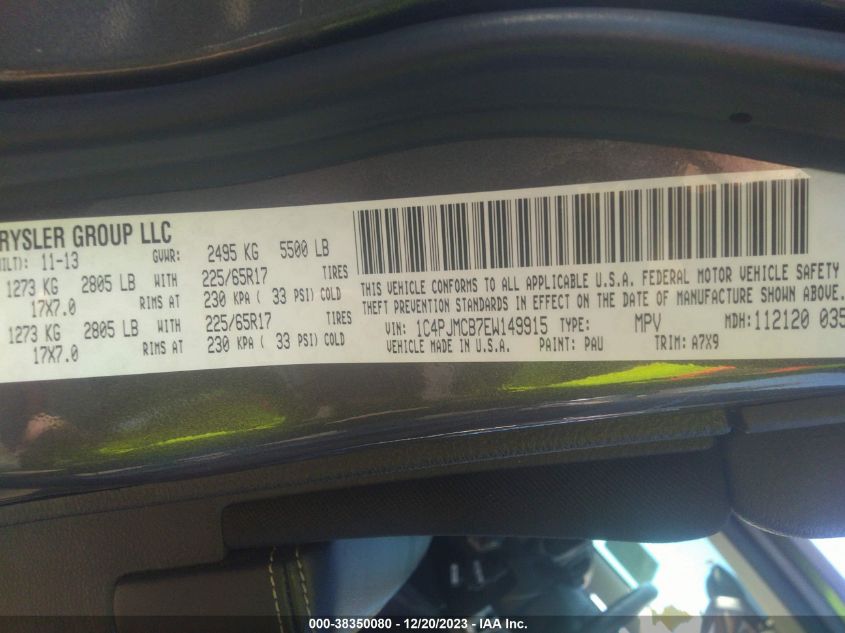 RYSLER GROUP LLC
11-13 GVWR: 2495 KG 5500 LB
1273 KG 2805 LB WITH 225/65R17 TIRES
17X7.0 RIMS AT 230 KPA ( 33 PSI) COLD
1273 KG 2805 LB WITH 225/65R17 TIRES
17X7.0 RIMS AT 230 KPA ( 33 PSI) COLD
THIS VEHICLE CONFORMS TO ALL APPLICABLE U.S.A. FEDERAL MOTOR VEHICLE SAFETY
THEFT PREVENTION STANDARDS IN EFFECT ON THE DATE OF MANUFACTURE SHOWN ABOVE.
VIN: 1C4PJMCB7EW149915 TYPE: MPV MDH:112120 035
VEHICLE MADE IN U.S.A. PAINT: PAU TRIM: A7X9
000-38350080 - 12/20/2023 - IAA Inc.